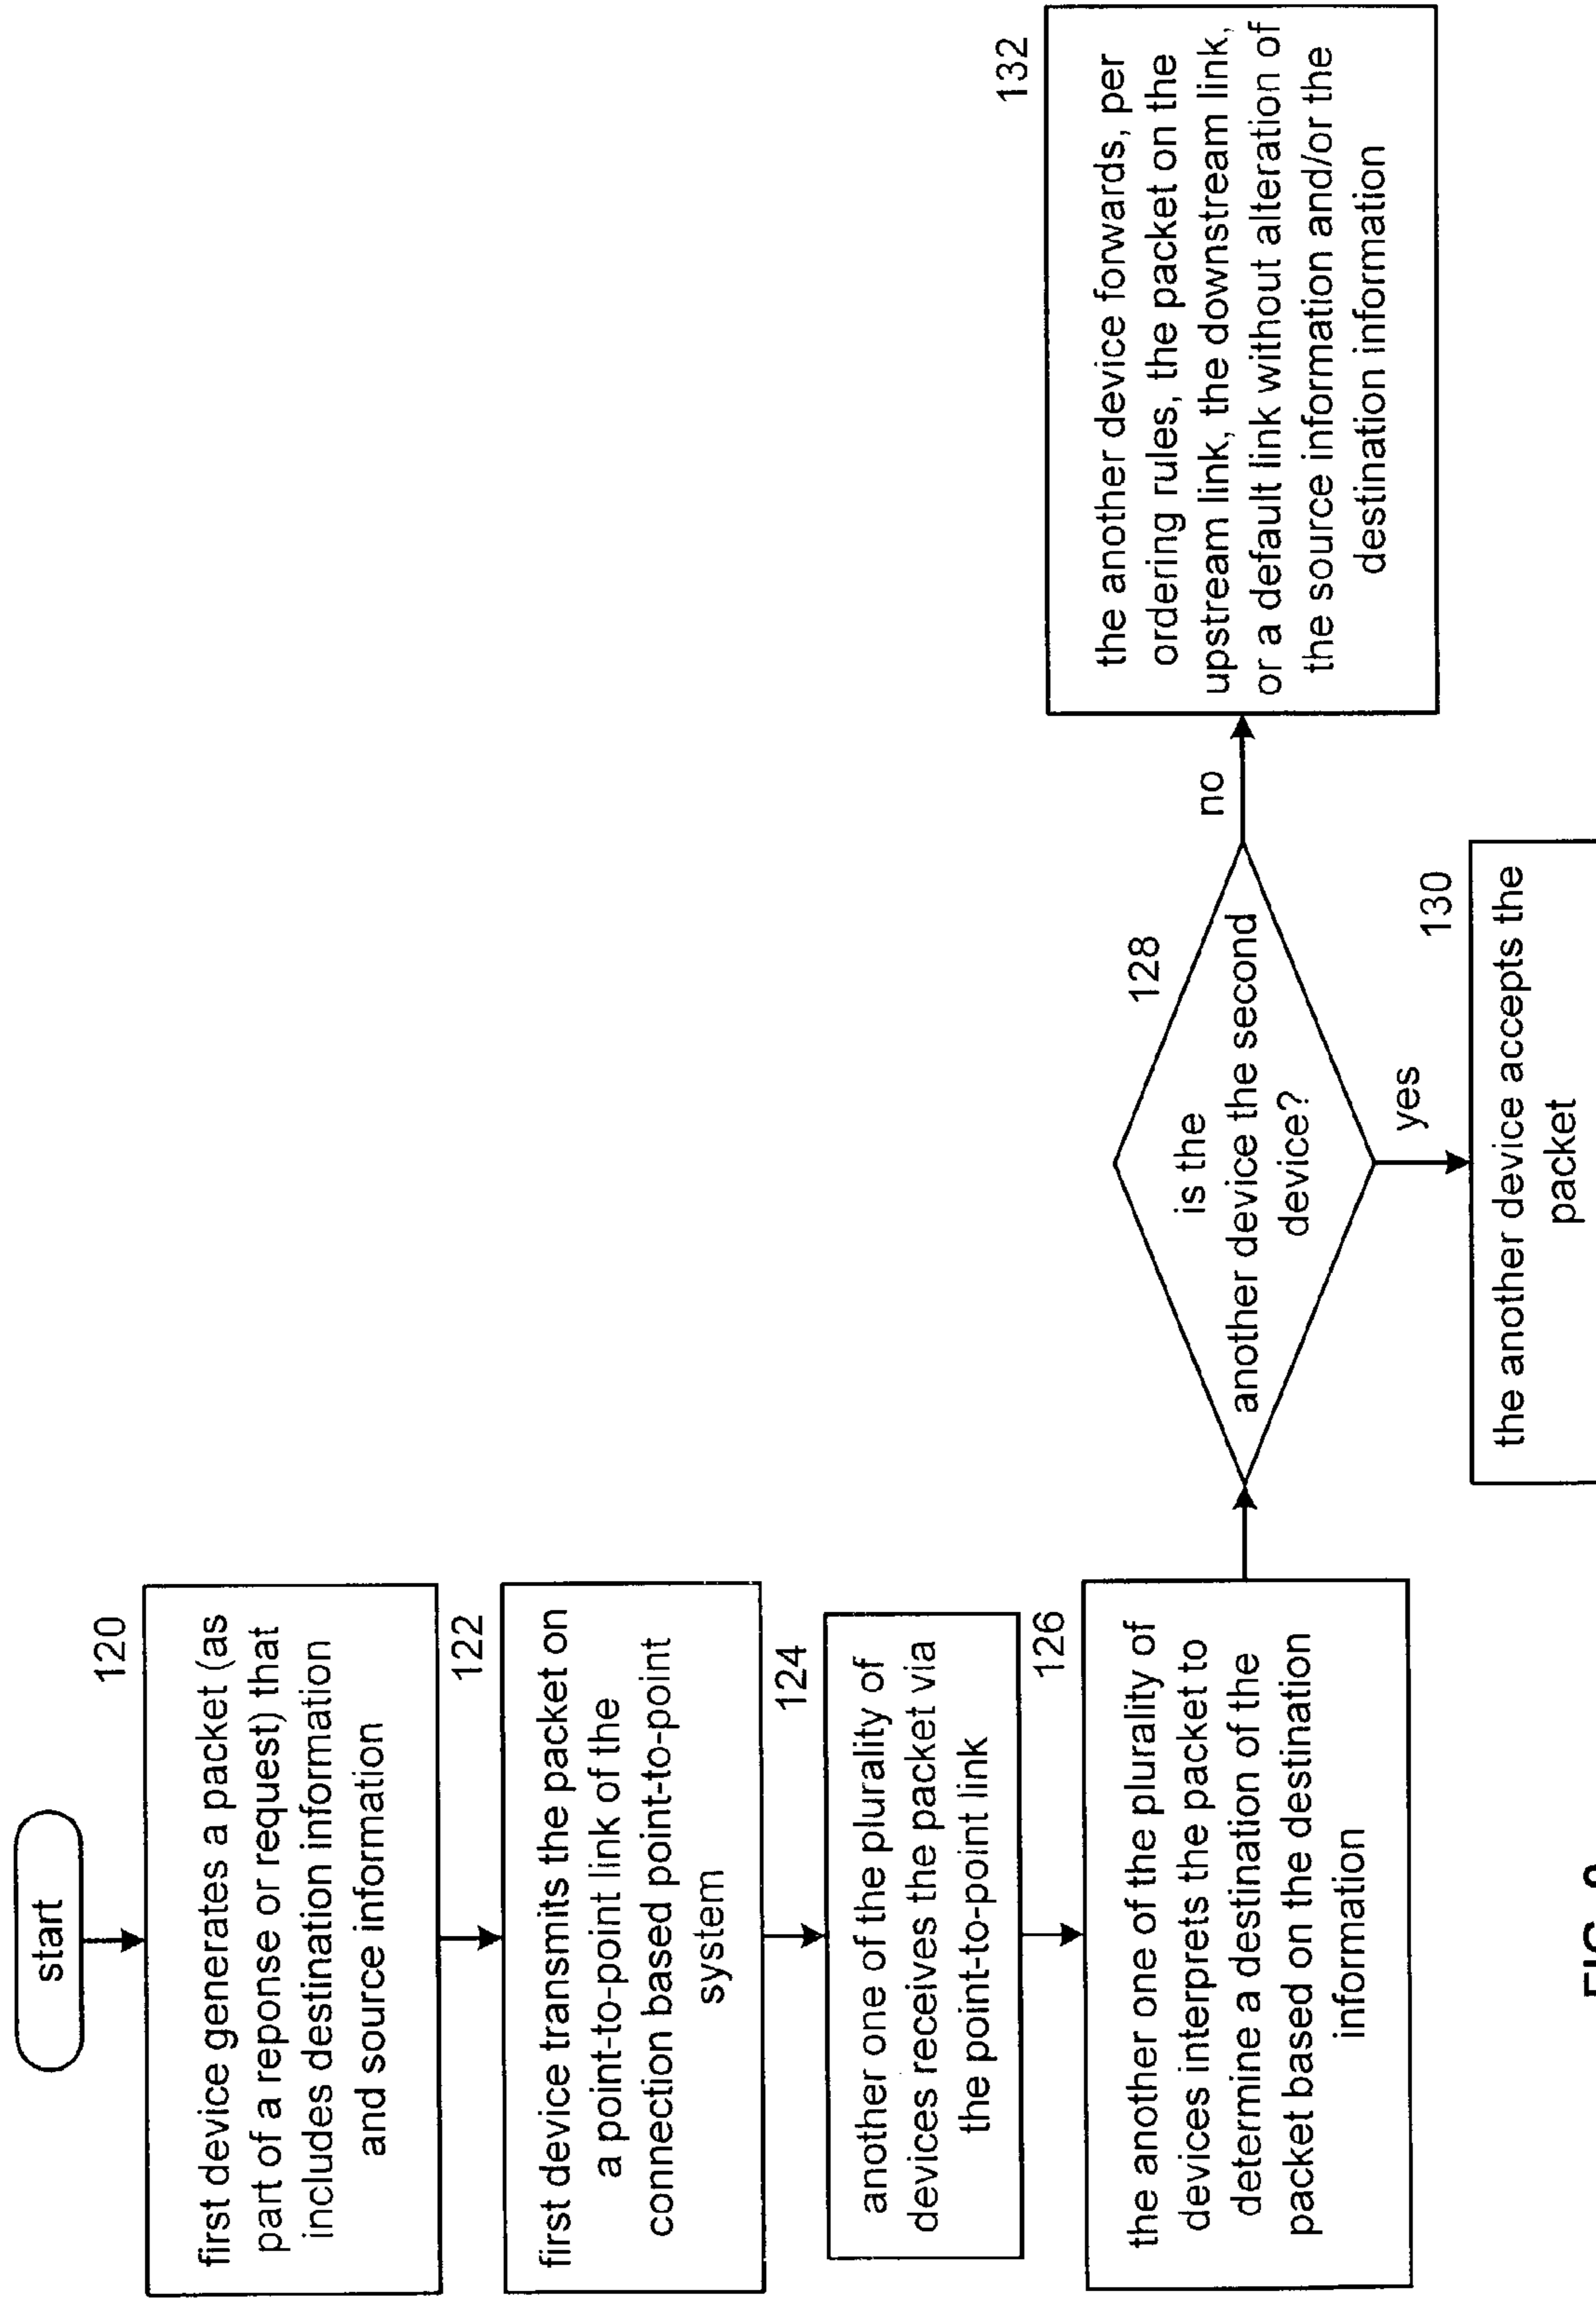 start
120
first device generates a packet (as
part of a reponse or request) that
includes destination information
and source information
122
first device transmits the packet on
a point-to-point link of the
connection based point-to-point
system
124
another one of the plurality of
devices receives the packet via
the point-to-point link
126
the another one of the plurality of
devices interprets the packet to
determine a destination of the
packet based on the destination
information
128
is the
another device the second
device?
no
yes
130
the another device accepts the
packet
132
the another device forwards, per
ordering rules, the packet on the
upstream link, the downstream link,
or a default link without alteration of
the source information and/or the
destination information
FIG.